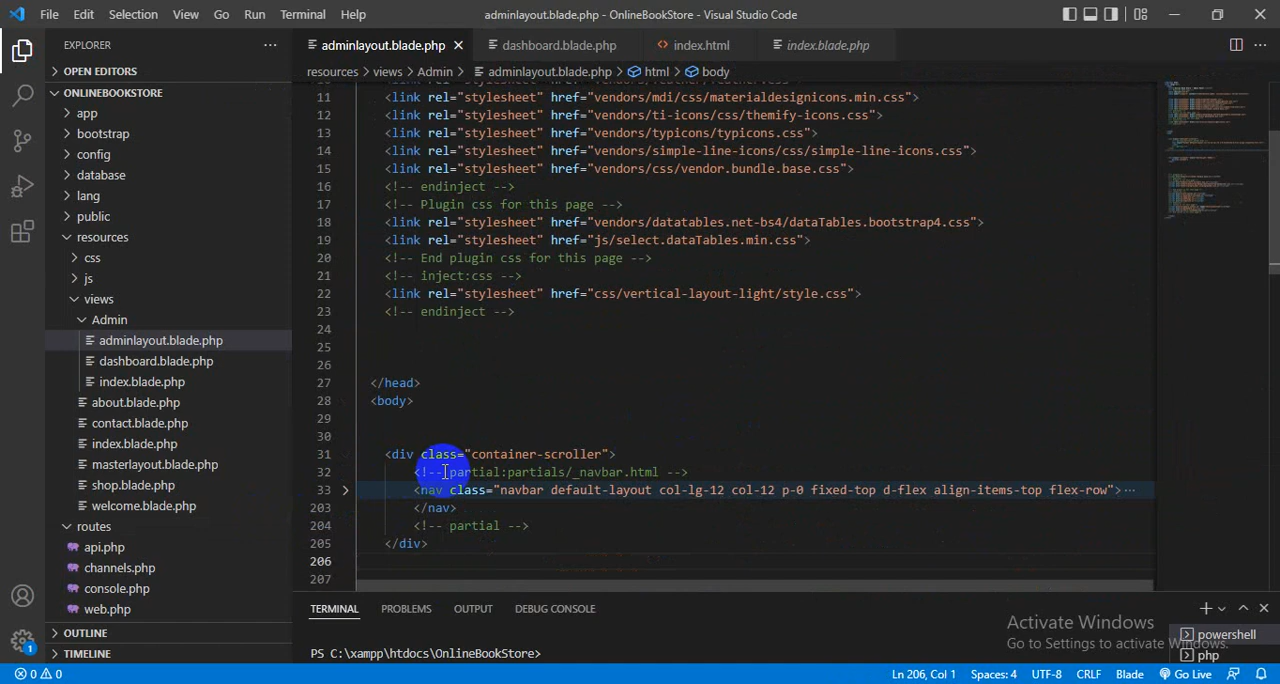 File Edit Selection View Go Run Terminal Help
adminlayout.blade.php - OnlineBookStore - Visual Studio Code
EXPLORER
adminlayout.blade.php dashboard.blade.php index.html index.blade.php
OPEN EDITORS
resources > views > Admin > adminlayout.blade.php > html > body
ONLINEBOOKSTORE
app
bootstrap
config
database
lang
public
resources
css
js
views
Admin
adminlayout.blade.php
dashboard.blade.php
index.blade.php
about.blade.php
contact.blade.php
index.blade.php
masterlayout.blade.php
shop.blade.php
welcome.blade.php
routes
api.php
channels.php
console.php
web.php
OUTLINE
TIMELINE
11 <link rel="stylesheet" href="vendors/mdi/css/materialdesignicons.min.css">
12 <link rel="stylesheet" href="vendors/ti-icons/css/themify-icons.css">
13 <link rel="stylesheet" href="vendors/typicons/typicons.css">
14 <link rel="stylesheet" href="vendors/simple-line-icons/css/simple-line-icons.css">
15 <link rel="stylesheet" href="vendors/css/vendor.bundle.base.css">
16 <!-- endinject -->
17 <!-- Plugin css for this page -->
18 <link rel="stylesheet" href="vendors/datatables.net-bs4/dataTables.bootstrap4.css">
19 <link rel="stylesheet" href="js/select.dataTables.min.css">
20 <!-- End plugin css for this page -->
21 <!-- inject:css -->
22 <link rel="stylesheet" href="css/vertical-layout-light/style.css">
23 <!-- endinject -->
24
25
26
27 </head>
28 <body>
29
30
31 <div class="container-scroller">
32 <!-- partial:partials/_navbar.html -->
33 <nav class="navbar default-layout col-lg-12 col-12 p-0 fixed-top d-flex align-items-top flex-row">…
203 </nav>
204 <!-- partial -->
205 </div>
206
207
TERMINAL PROBLEMS OUTPUT DEBUG CONSOLE
PS C:\xampp\htdocs\OnlineBookStore>
powershell
php
Activate Windows
Go to Settings to activate Windows.
1
0 0
Ln 206, Col 1 Spaces: 4 UTF-8 CRLF Blade Go Live